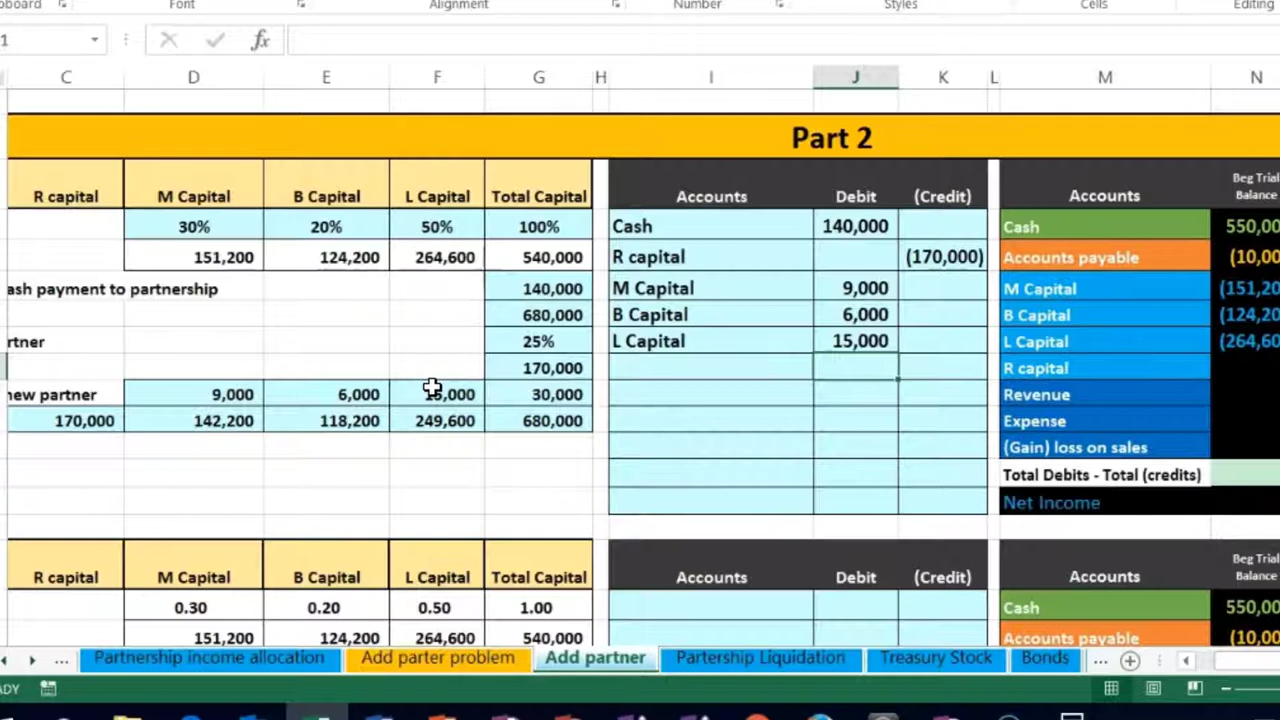 Font Alignment Number Styles Cells Editing
fx
C D E F G H I J K L M N
Part 2
R capital M Capital B Capital L Capital Total Capital Accounts Debit (Credit) Accounts Beg Trial Balance
30% 20% 50% 100% Cash 140,000 Cash
151,200 124,200 264,600 540,000 R capital (170,000) Accounts payable
payment to partnership 140,000 M Capital 9,000 M Capital
680,000 B Capital 6,000 B Capital
25% L Capital 15,000 L Capital
170,000 R capital
new partner 9,000 6,000 30,000 Revenue
170,000 142,200 118,200 249,600 680,000 Expense
(Gain) loss on sales
Total Debits - Total (credits)
Net Income
R capital M Capital B Capital L Capital Total Capital Accounts Debit (Credit) Accounts Beg Trial Balance
0.30 0.20 0.50 1.00 Cash
151,200 124,200 264,600 540,000 Accounts payable
... Partnership income allocation Add parter problem Add partner Partership Liquidation Treasury Stock Bonds ...